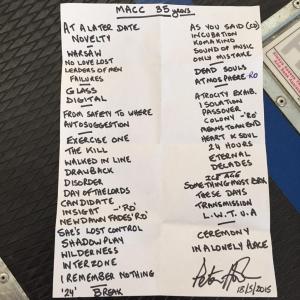 MACC 35 years
AT A LATER DATE
NOVELTY
WARSAW
NO LOVE LOST
LEADERS OF MEN
FAILURES
GLASS
DIGITAL
FROM SAFETY TO WHERE
AUTOSUGGESTION
EXERCISE ONE
THE KILL
WALKED IN LINE
DRAWBACK
DISORDER
DAY OF THE LORDS
CANDIDATE
INSIGHT - 'RO'
NEW DAWN FADES 'RO'
SHE'S LOST CONTROL
SHADOWPLAY
WILDERNESS
INTERZONE
I REMEMBER NOTHING
'24' BREAK
AS YOU SAID (CD)
INCUBATION
KOMAKINO
SOUND OF MUSIC
ONLY MISTAKE
DEAD SOULS
ATMOSPHERE - RO
ATROCITY EXHIB.
ISOLATION
PASSOVER
COLONY - 'RO'
MEANS TO AN END
HEART & SOUL
24 HOURS
ETERNAL
DECADES
ICE AGE
SOMETHING MUST BREAK
THESE DAYS
TRANSMISSION
L.W.T.U.A
CEREMONY
IN A LONELY PLACE
18/5/2015